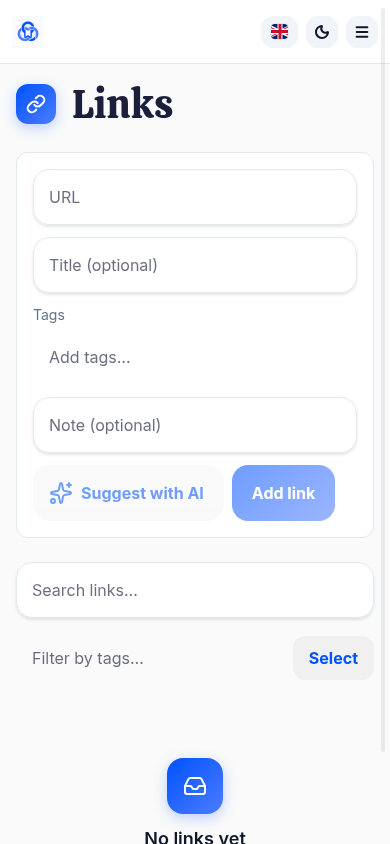 Links
URL
Title (optional)
Tags
Add tags...
Note (optional)
Suggest with AI
Add link
Search links...
Filter by tags...
Select
No links yet